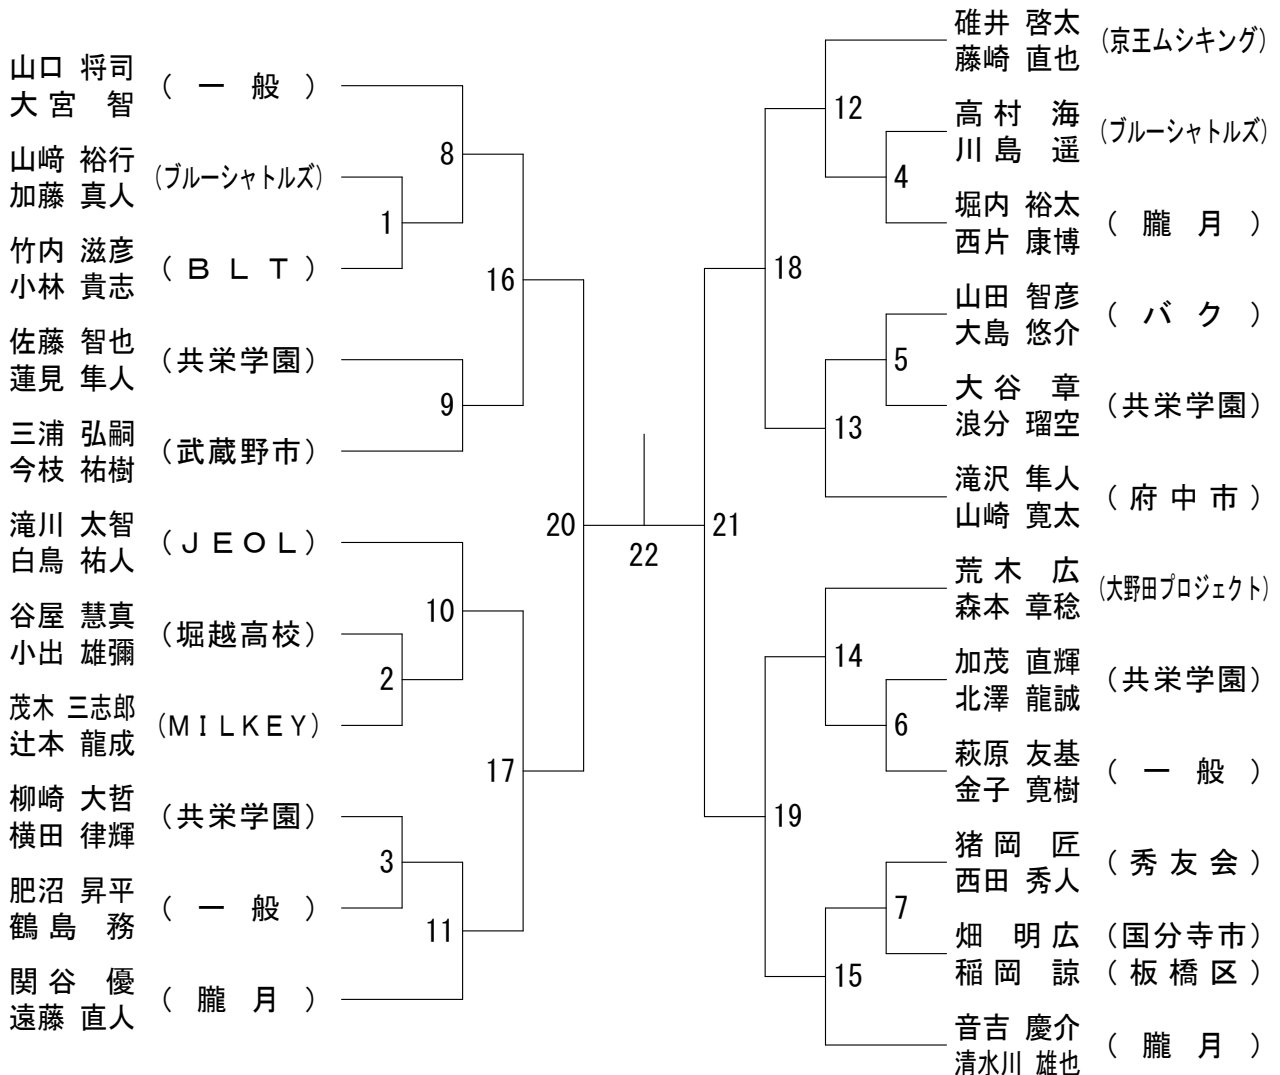 山口 将司
大宮 智
(一般)
山﨑 裕行
加藤 真人
(ブルーシャトルズ)
竹内 滋彦
小林 貴志
(BLT)
佐藤 智也
蓮見 隼人
(共栄学園)
三浦 弘嗣
今枝 祐樹
(武蔵野市)
滝川 太智
白鳥 祐人
(JEOL)
谷屋 慧真
小出 雄彌
(堀越高校)
茂木 三志郎
辻本 龍成
(MILKEY)
柳崎 大哲
横田 律輝
(共栄学園)
肥沼 昇平
鶴島 務
(一般)
関谷 優
遠藤 直人
(朧月)
1
2
3
8
9
10
11
16
17
20
22
21
18
19
12
13
14
15
4
5
6
7
碓井 啓太
藤崎 直也
(京王ムシキング)
高村 海
川島 遥
(ブルーシャトルズ)
堀内 裕太
西片 康博
(朧月)
山田 智彦
大島 悠介
(バク)
大谷 章
浪分 瑠空
(共栄学園)
滝沢 隼人
山崎 寛太
(府中市)
荒木 広
森本 章稔
(大野田プロジェクト)
加茂 直輝
北澤 龍誠
(共栄学園)
萩原 友基
金子 寛樹
(一般)
猪岡 匠
西田 秀人
(秀友会)
畑 明広 (国分寺市)
稲岡 諒 (板橋区)
音吉 慶介
清水川 雄也
(朧月)